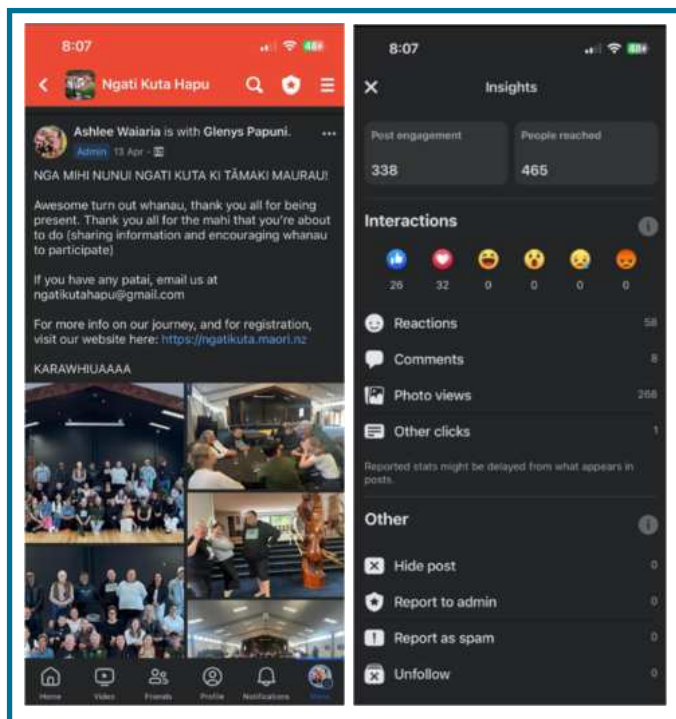 8:07
Ngati Kuta Hapu
Ashlee Waiaria is with Glenys Papuni.
Admin 13 Apr
NGA MIHI NUNUI NGATI KUTA KI TĀMAKI MAURAU!
Awesome turn out whanau, thank you all for being
present. Thank you all for the mahi that you're about
to do (sharing information and encouraging whanau
to participate)
If you have any patai, email us at
ngatikutahapu@gmail.com
For more info on our journey, and for registration,
visit our website here: https://ngatikuta.maori.nz
KARAWHIUAAAA
Home Video Friends Profile Notifications
8:07
Insights
Post engagement
338
People reached
465
Interactions
26 32 0 0 0 0
Reactions 58
Comments 8
Photo views 268
Other clicks 1
Reported stats might be delayed from what appears in
posts.
Other
Hide post 0
Report to admin 0
Report as spam 0
Unfollow 0